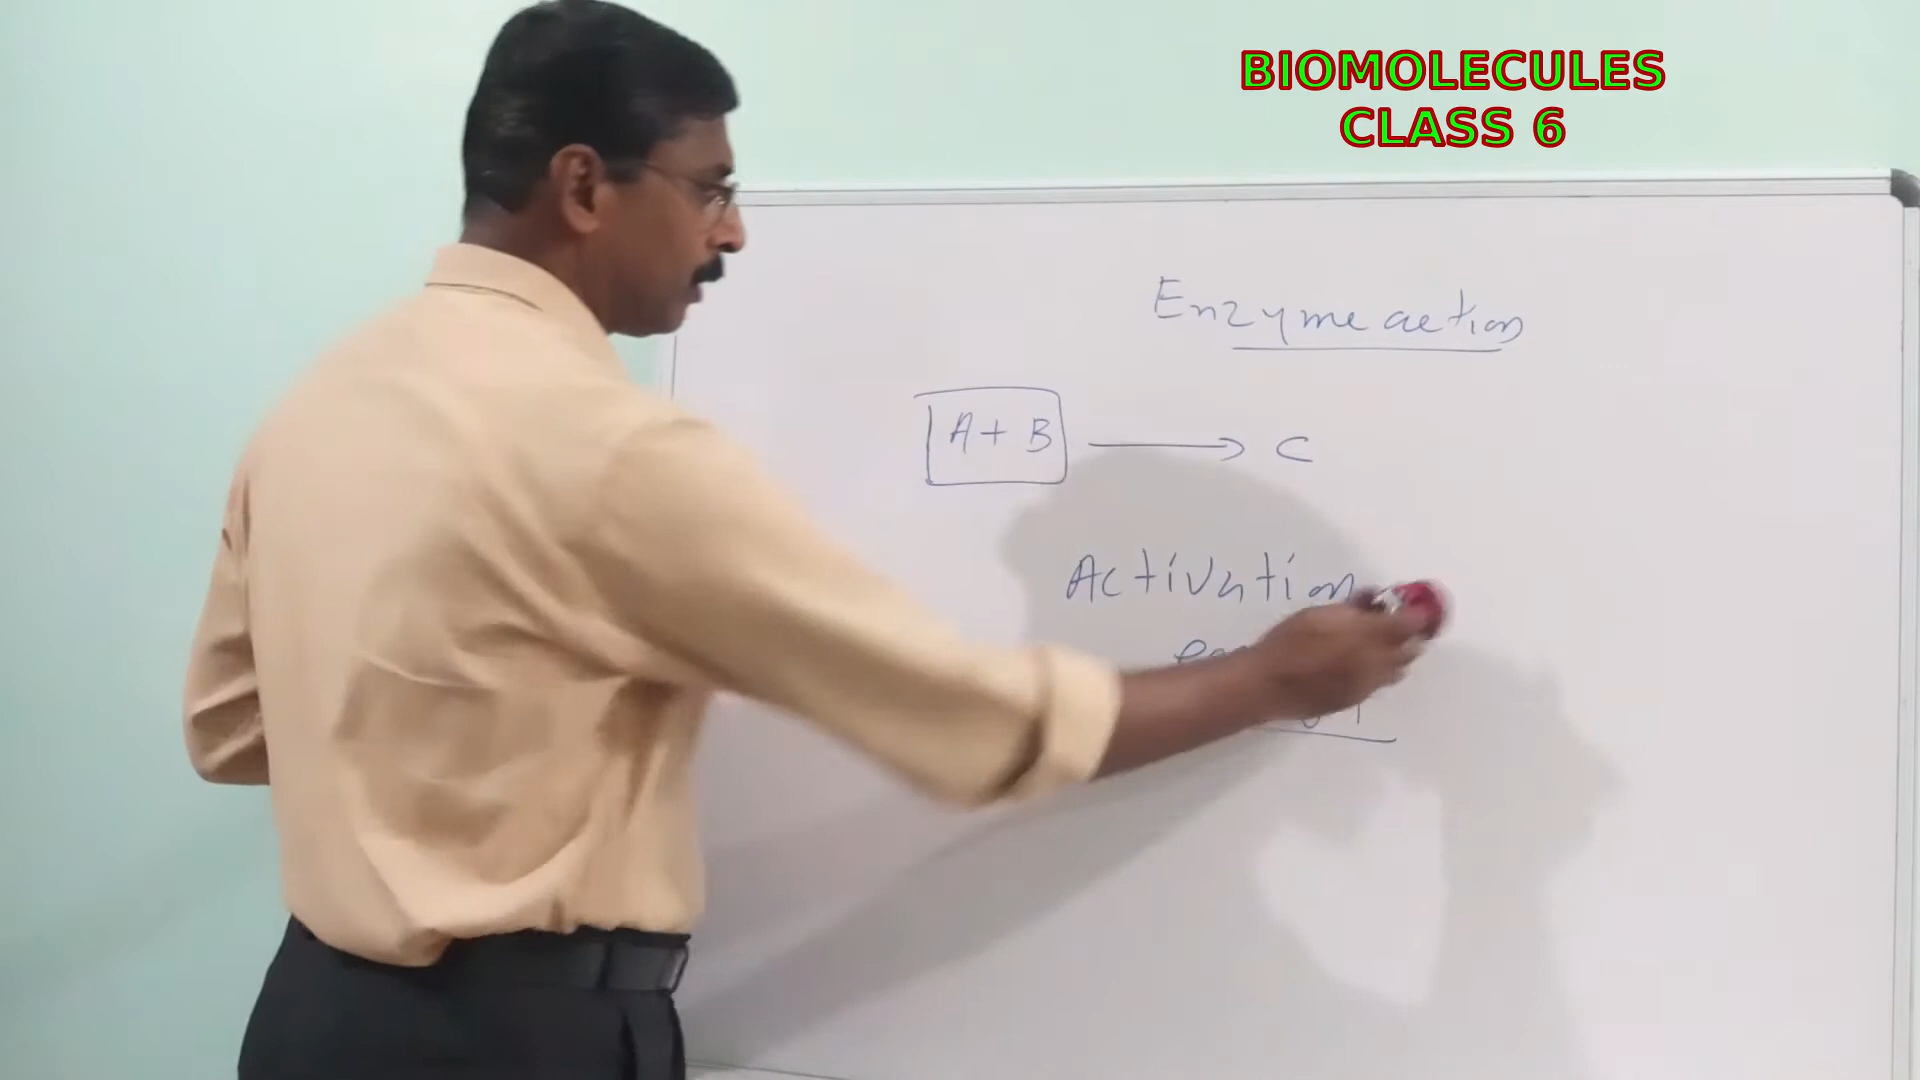 BIOMOLECULES
CLASS 6
Enzyme action
A + B → C
Activation